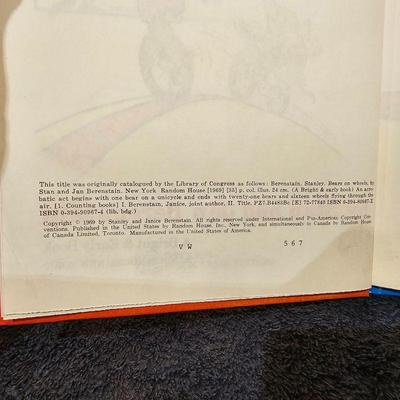 This title was originally catalogued by the Library of Congress as follows: Berenstain, Stanley. Bears on wheels, by
Stan and Jan Berenstain. New York Random House [1969] [35] p. col. illus. 24 cm. (A Bright & early book) An acro-
batic act begins with one bear on a unicycle and ends with twenty-one bears and sixteen wheels flying through the
air. [1. Counting books] I. Berenstain, Janice, joint author, II. Title. PZ7.B4483Bc [E] 72-77840 ISBN 0-394-80967-X
ISBN 0-394-90967-4 (lib. bdg.)
Copyright © 1969 by Stanley and Janice Berenstain. All rights reserved under International and Pan-American Copyright Con-
ventions. Published in the United States by Random House, Inc., New York, and simultaneously in Canada by Random House
of Canada Limited, Toronto. Manufactured in the United States of America.
V W 5 6 7